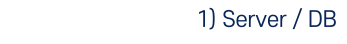 1) Server / DB